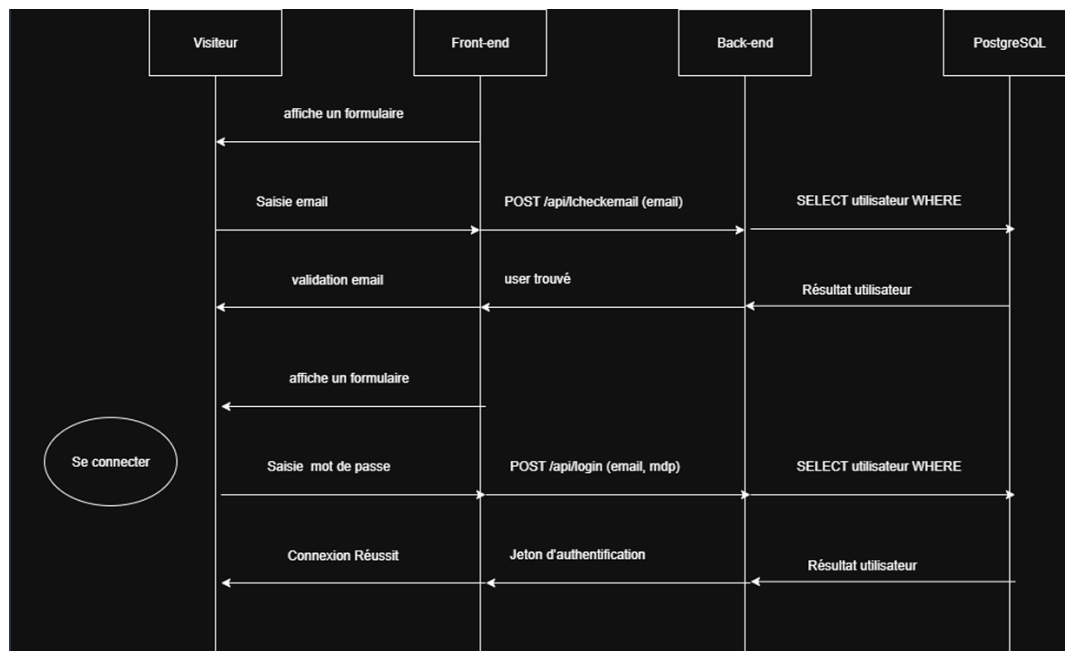 Visiteur
Front-end
Back-end
PostgreSQL
affiche un formulaire
Saisie email
POST /api/lcheckemail (email)
SELECT utilisateur WHERE
validation email
user trouvé
Résultat utilisateur
affiche un formulaire
Se connecter
Saisie mot de passe
POST /api/login (email, mdp)
SELECT utilisateur WHERE
Connexion Réussit
Jeton d'authentification
Résultat utilisateur